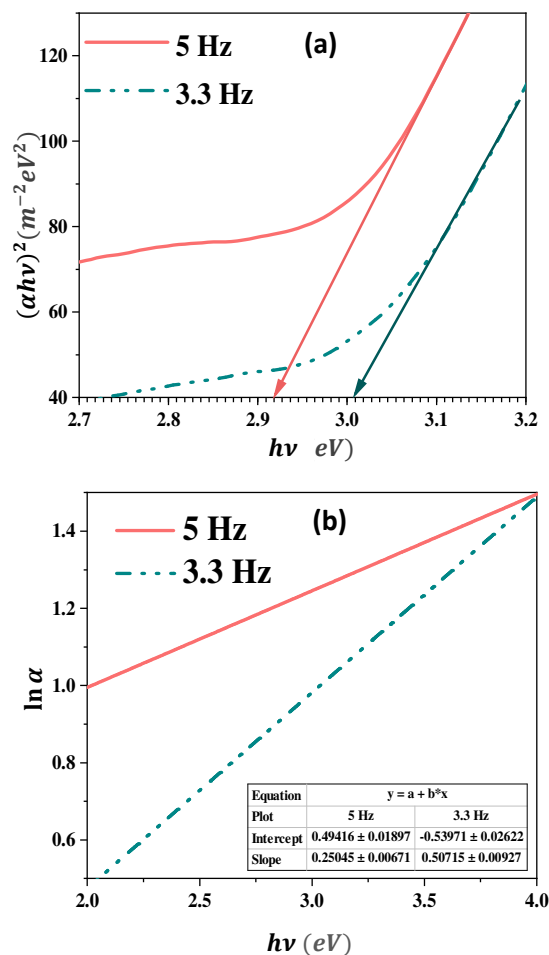 (a)
5 Hz
3.3 Hz
(αhν)² (m⁻²eV²)
120
100
80
60
40
2.7 2.8 2.9 3.0 3.1 3.2
hν eV)
(b)
5 Hz
3.3 Hz
ln α
1.4
1.2
1.0
0.8
0.6
Equation y = a + b*x
Plot 5 Hz 3.3 Hz
Intercept 0.49416 ± 0.01897 -0.53971 ± 0.02622
Slope 0.25045 ± 0.00671 0.50715 ± 0.00927
2.0 2.5 3.0 3.5 4.0
hν (eV)